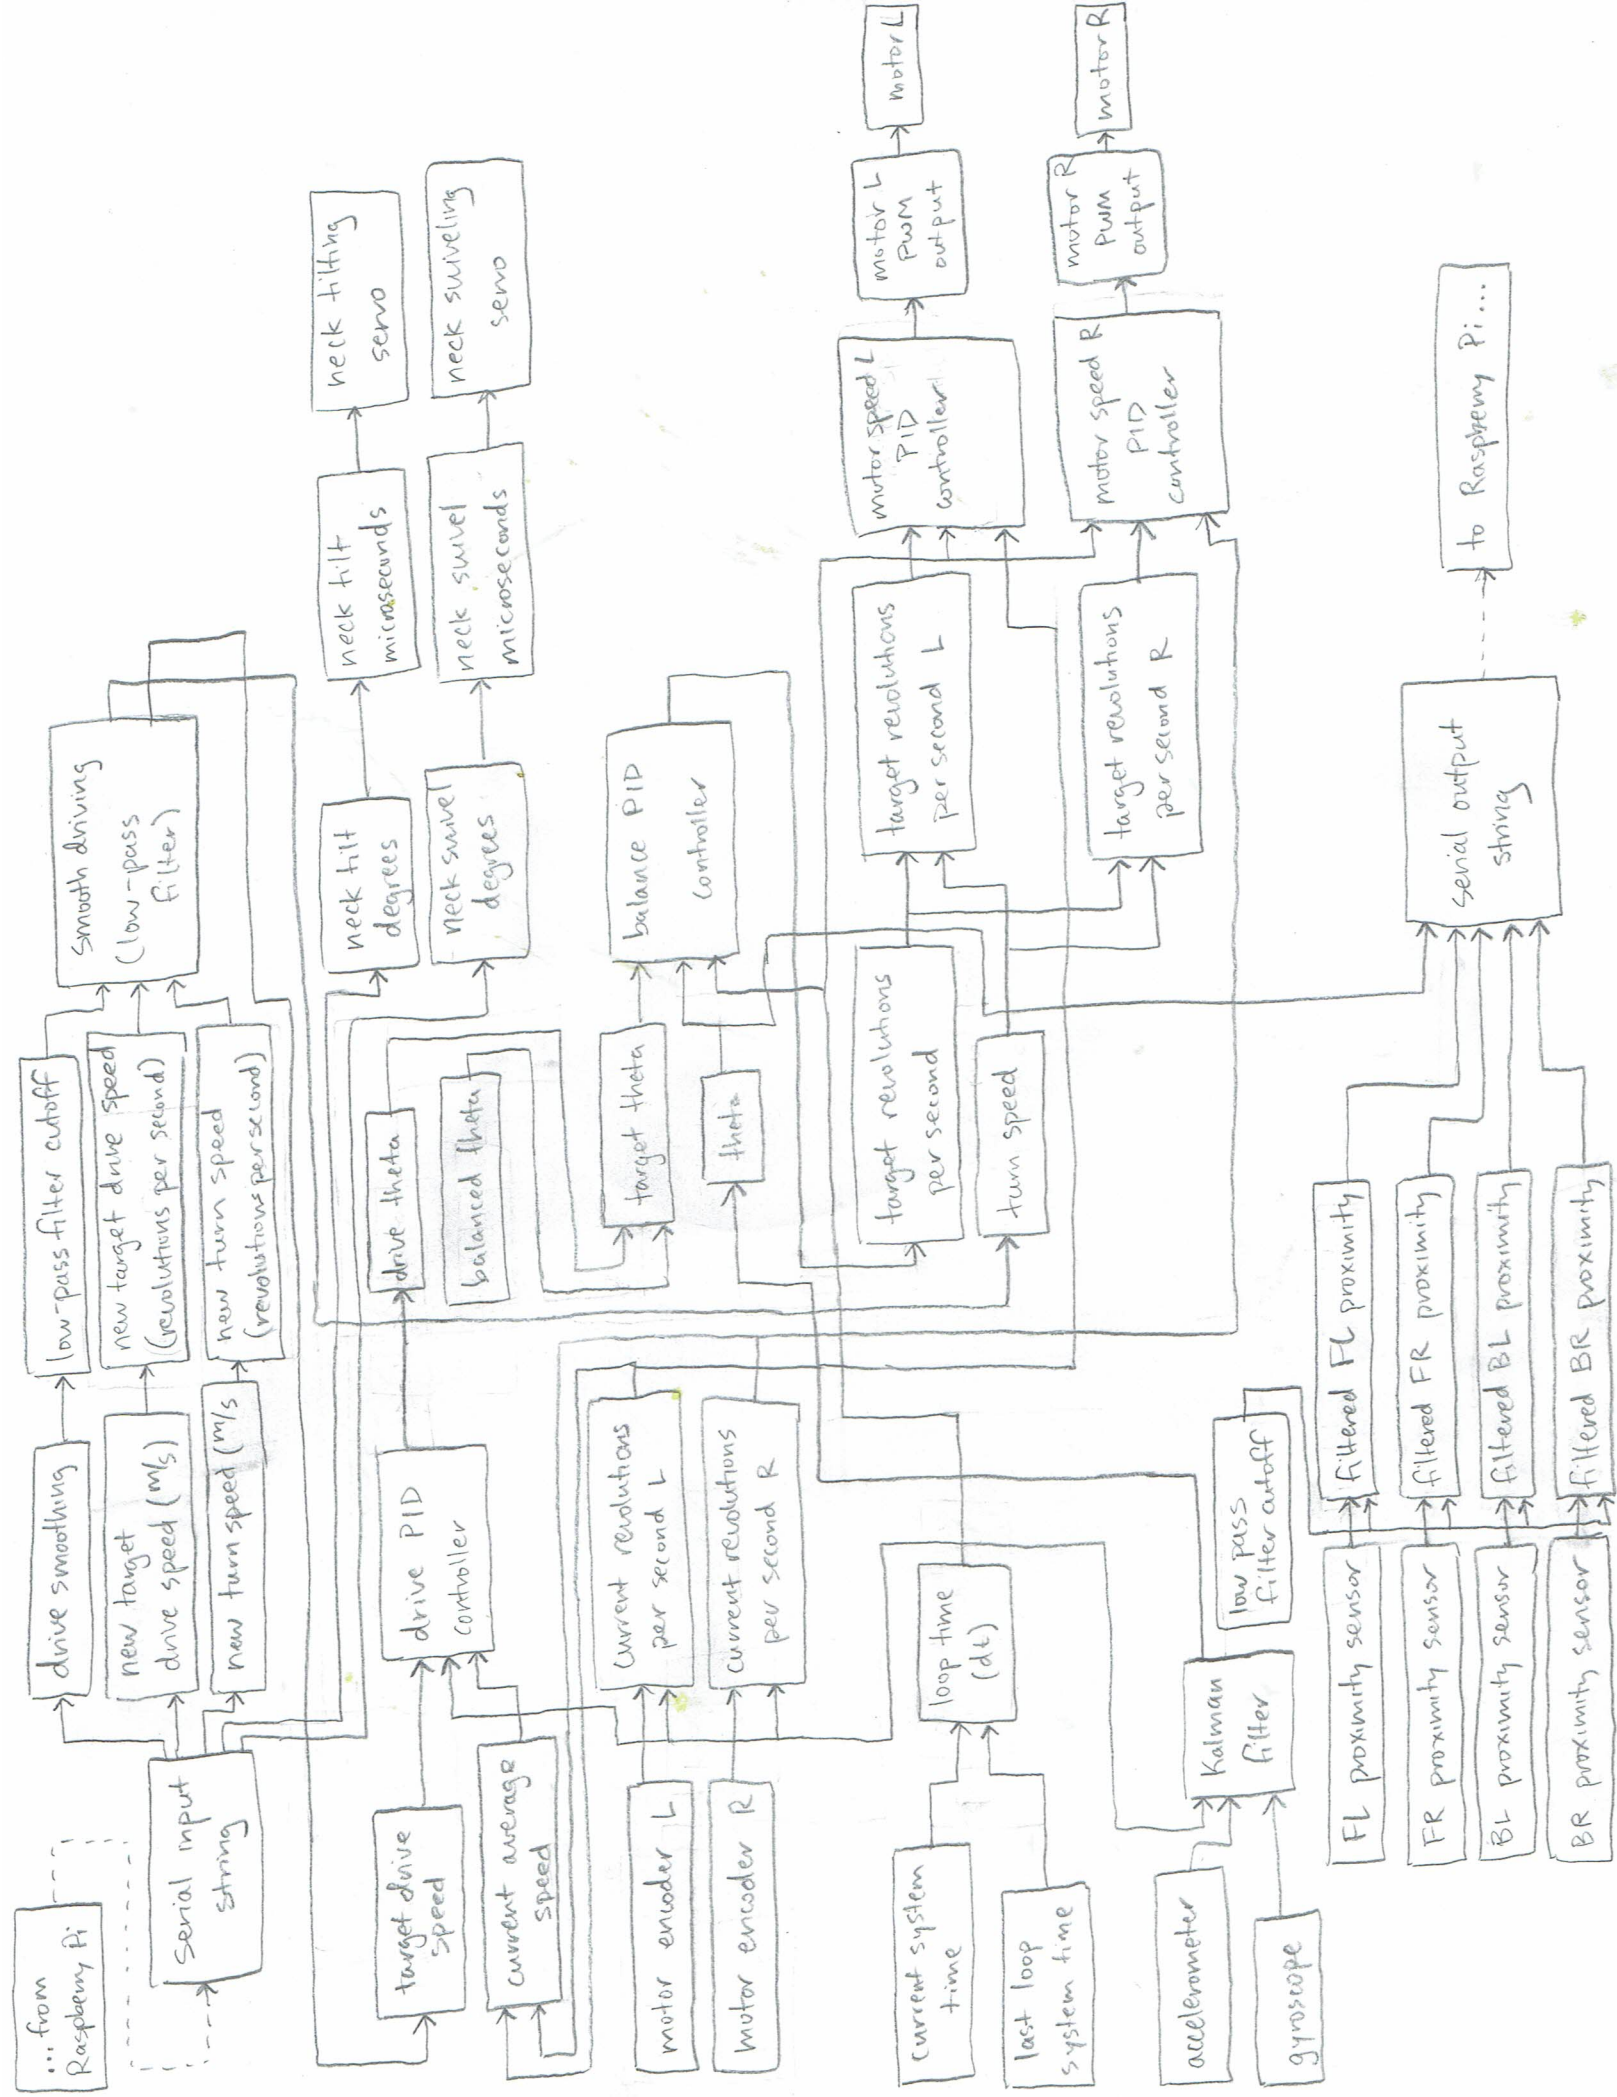 ...from
Raspberry Pi
serial input
string
drive smoothing
new target
drive speed (m/s)
new turn speed (m/s
low-pass filter cutoff
new target drive speed
(revolutions per second)
new turn speed
(revolutions per second)
smooth driving
(low-pass
filter)
target drive
speed
current average
speed
drive PID
controller
drive theta
balanced theta
neck tilt
degrees
neck swivel
degrees
neck tilt
microseconds
neck swivel
microseconds
neck tilting
servo
neck swiveling
servo
motor encoder L
motor encoder R
current revolutions
per second L
current revolutions
per second R
target theta
theta
balance PID
controller
current system
time
last loop
system time
loop time
(dt)
target revolutions
per second
turn speed
target revolutions
per second L
target revolutions
per second R
motor speed L
PID
controller
motor speed R
PID
controller
motor L
PWM
output
motor R
PWM
output
motor L
motor R
accelerometer
gyroscope
Kalman
filter
low pass
filter cutoff
FL proximity sensor
FR proximity sensor
BL proximity sensor
BR proximity sensor
filtered FL proximity
filtered FR proximity
filtered BL proximity
filtered BR proximity
serial output
string
to Raspberry Pi...